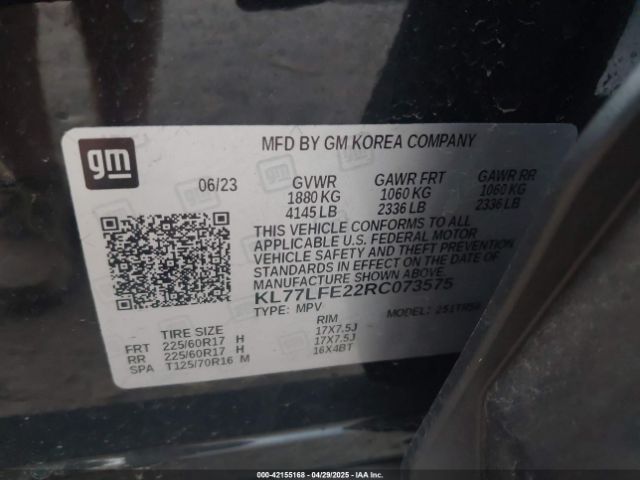 gm
MFD BY GM KOREA COMPANY
06/23 GVWR GAWR FRT GAWR RR
1880 KG 1060 KG 1060 KG
4145 LB 2336 LB 2336 LB
THIS VEHICLE CONFORMS TO ALL
APPLICABLE U.S. FEDERAL MOTOR
VEHICLE SAFETY AND THEFT PREVENTION
STANDARDS IN EFFECT ON THE DATE OF
MANUFACTURE SHOWN ABOVE.
KL77LFE22RC073575
TYPE: MPV MODEL:
TIRE SIZE RIM
FRT 225/60R17 H 17X7.5J
RR 225/60R17 H 17X7.5J
SPA T125/70R16 M 16X4BT
000-42155168 - 04/29/2025 - IAAI.COM